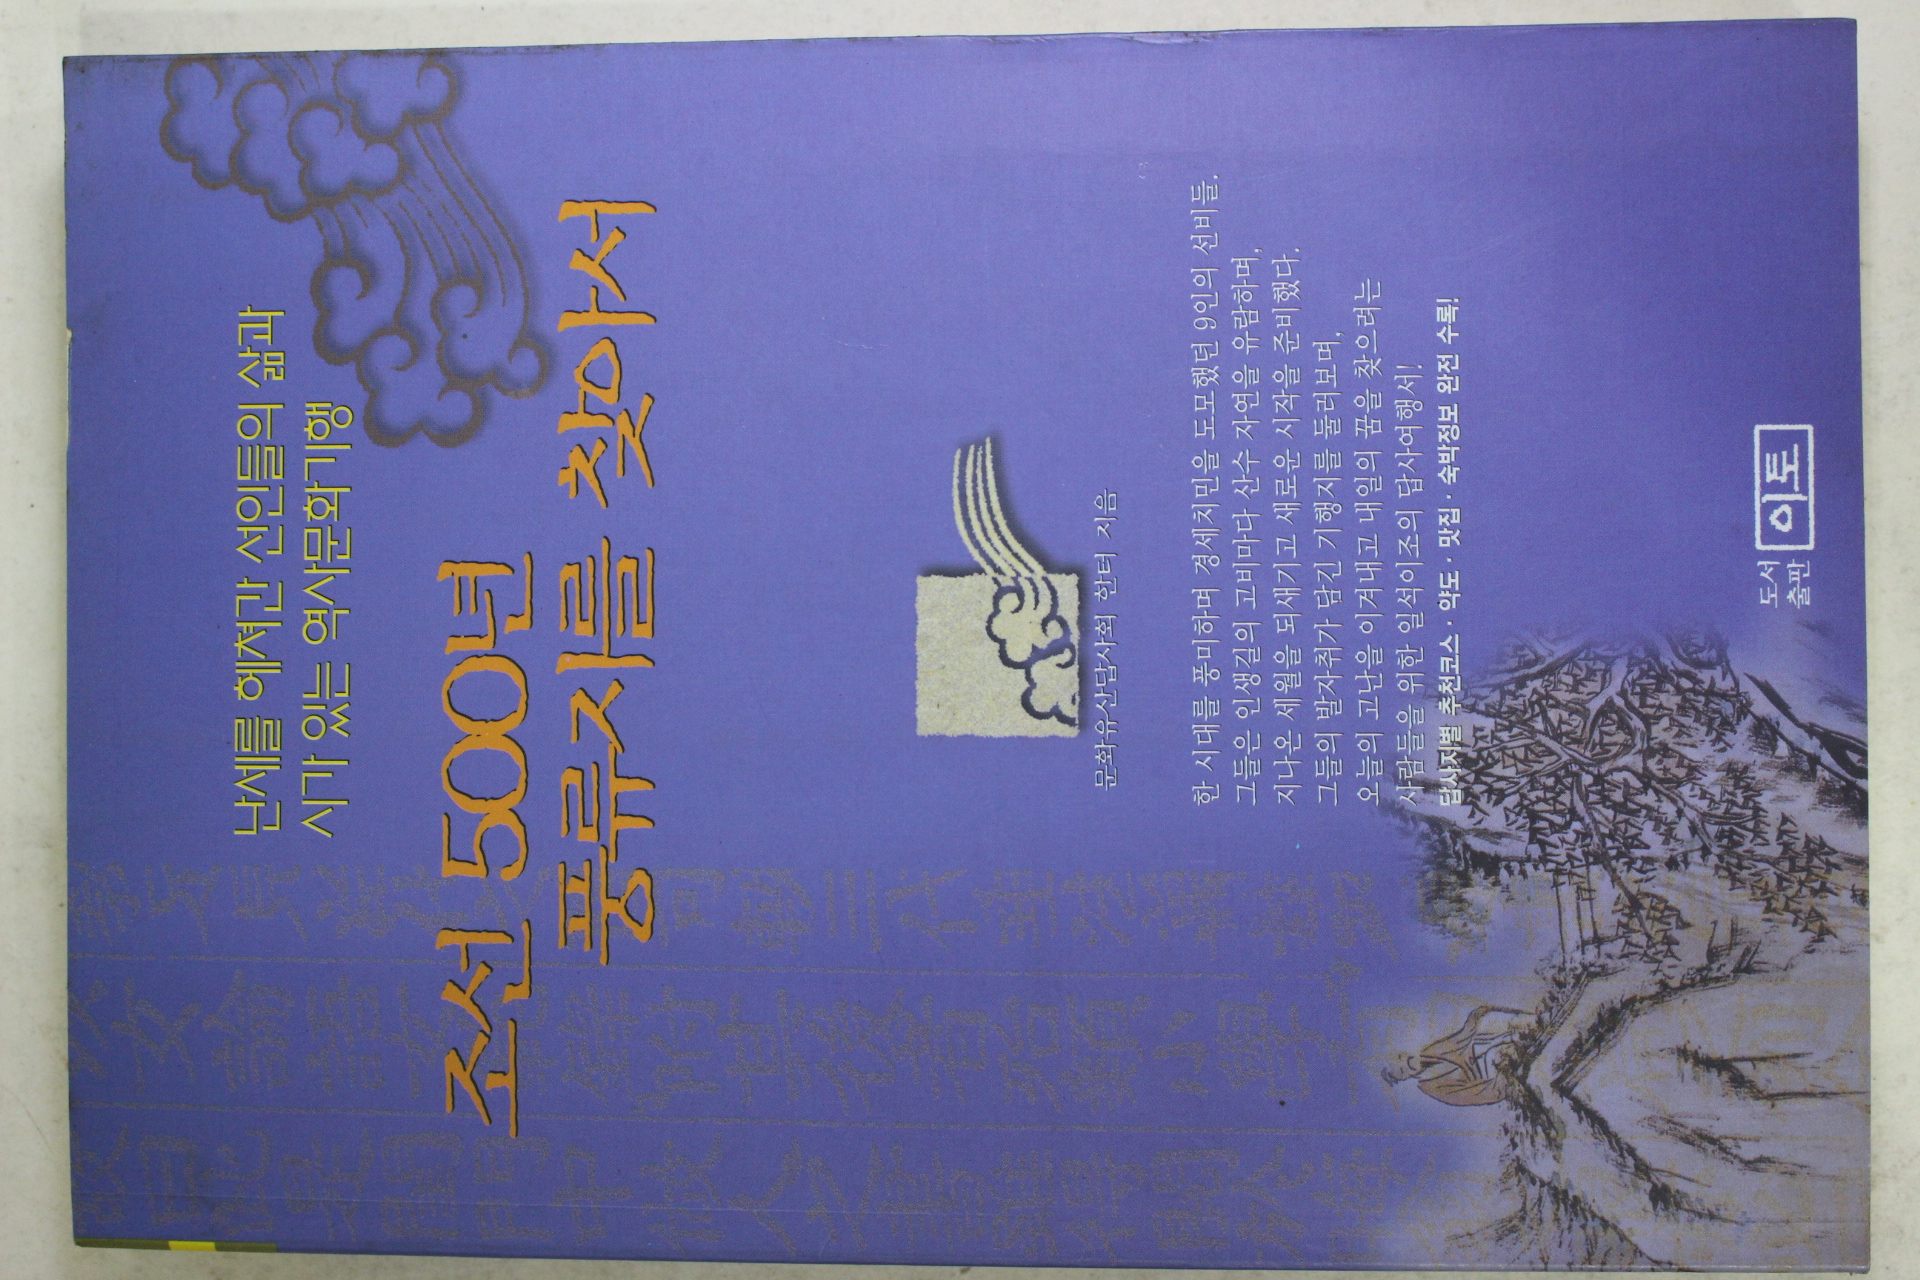 난세를 헤쳐간 선인들의 삶과
시가 있는 역사문화기행
조선 500년
풍류지를 찾아서
문화유산답사회 한터 지음
한 시대를 풍미하며 경세치민을 도모했던 9인의 선비들.
그들은 인생길의 고비마다 산수 자연을 유람하며,
지나온 세월을 되새기고 새로운 시작을 준비했다.
그들의 발자취가 담긴 기행지를 둘러보며,
오늘의 고난을 이겨내고 내일의 꿈을 찾으려는
사람들을 위한 일석이조의 답사여행서!
답사지별 추천코스 · 약도 · 맛집 · 숙박정보 완전 수록!
도서
출판
이토